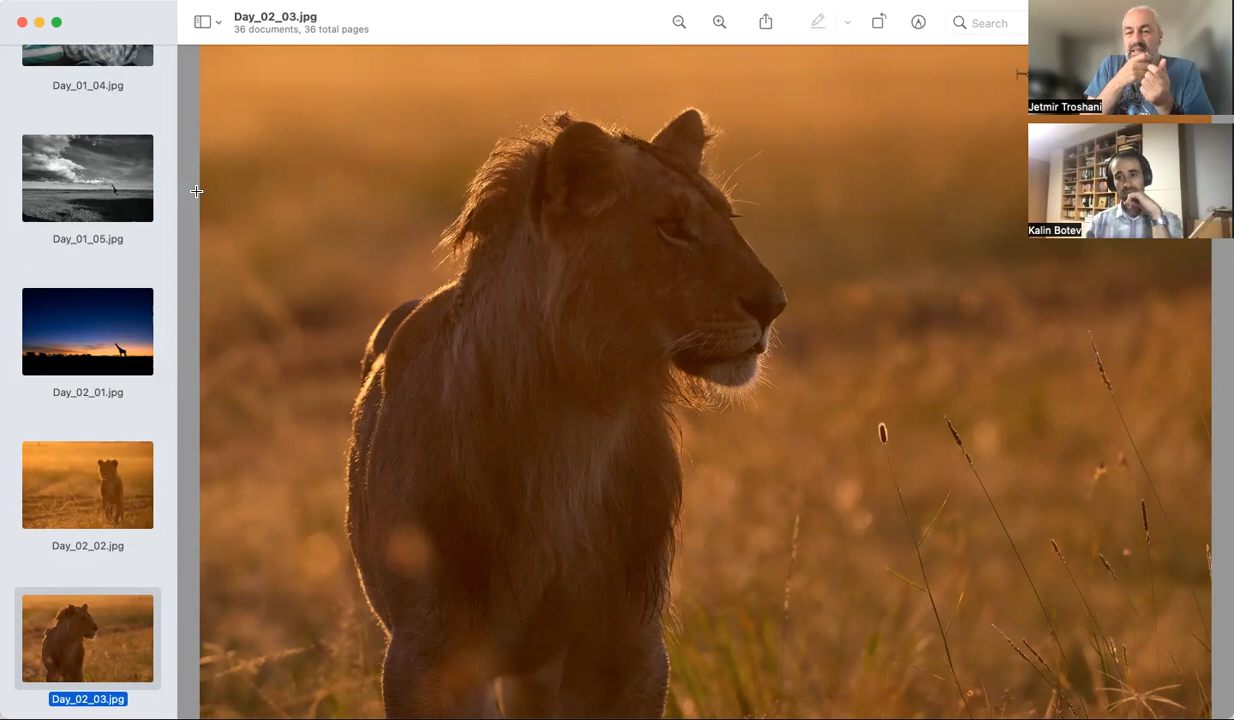 Day_02_03.jpg
36 documents, 36 total pages
Search
Day_01_04.jpg
Day_01_05.jpg
Day_02_01.jpg
Day_02_02.jpg
Day_02_03.jpg
Jetmir Troshani
Kalin Botev